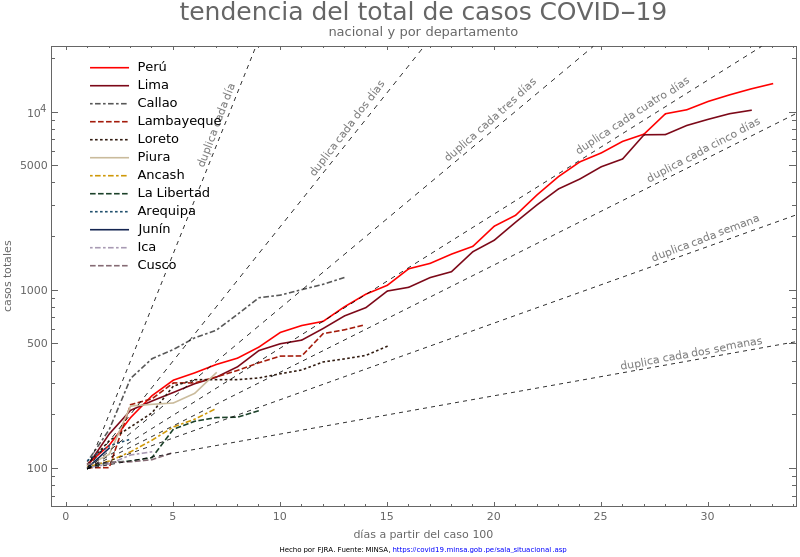 tendencia del total de casos COVID−19
nacional y por departamento
Perú
Lima
Callao
Lambayeque
Loreto
Piura
Ancash
La Libertad
Arequipa
Junín
Ica
Cusco
duplica cada día
duplica cada dos días
duplica cada tres días
duplica cada cuatro días
duplica cada cinco días
duplica cada semana
duplica cada dos semanas
casos totales
10^4
5000
1000
500
100
0 5 10 15 20 25 30
días a partir del caso 100
Hecho por FJRA. Fuente: MINSA, https://covid19.minsa.gob.pe/sala_situacional.asp